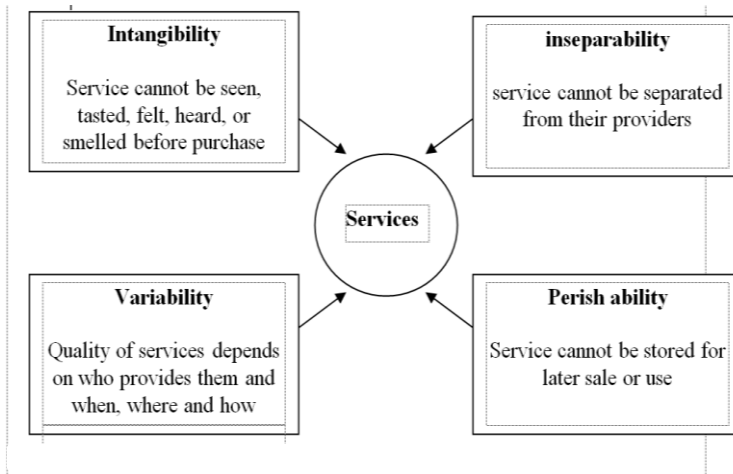 Intangibility
Service cannot be seen,
tasted, felt, heard, or
smelled before purchase
inseparability
service cannot be separated
from their providers
Services
Variability
Quality of services depends
on who provides them and
when, where and how
Perish ability
Service cannot be stored for
later sale or use